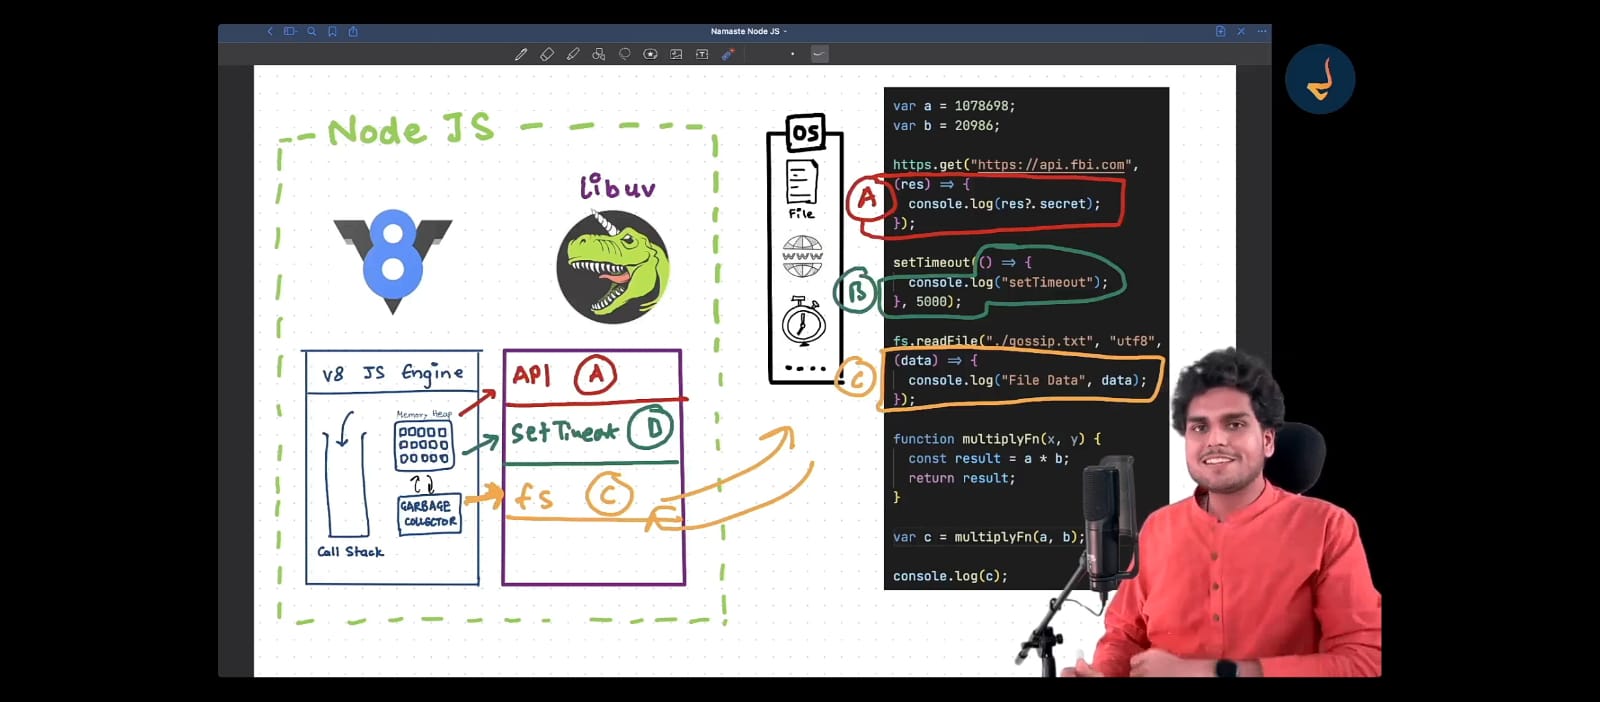 Namaste Node JS
Node JS
Libuv
8
V8 JS Engine
Memory Heap
GARBAGE
COLLECTOR
Call Stack
API A
setTimeout B
fs C
OS
File
www
....
var a = 1078698;
var b = 20986;
https.get("https://api.fbi.com",
A
(res) => {
console.log(res?.secret);
});
B
setTimeout(() => {
console.log("setTimeout");
}, 5000);
fs.readFile("./gossip.txt", "utf8",
C
(data) => {
console.log("File Data", data);
});
function multiplyFn(x, y) {
const result = a * b;
return result;
}
var c = multiplyFn(a, b);
console.log(c);